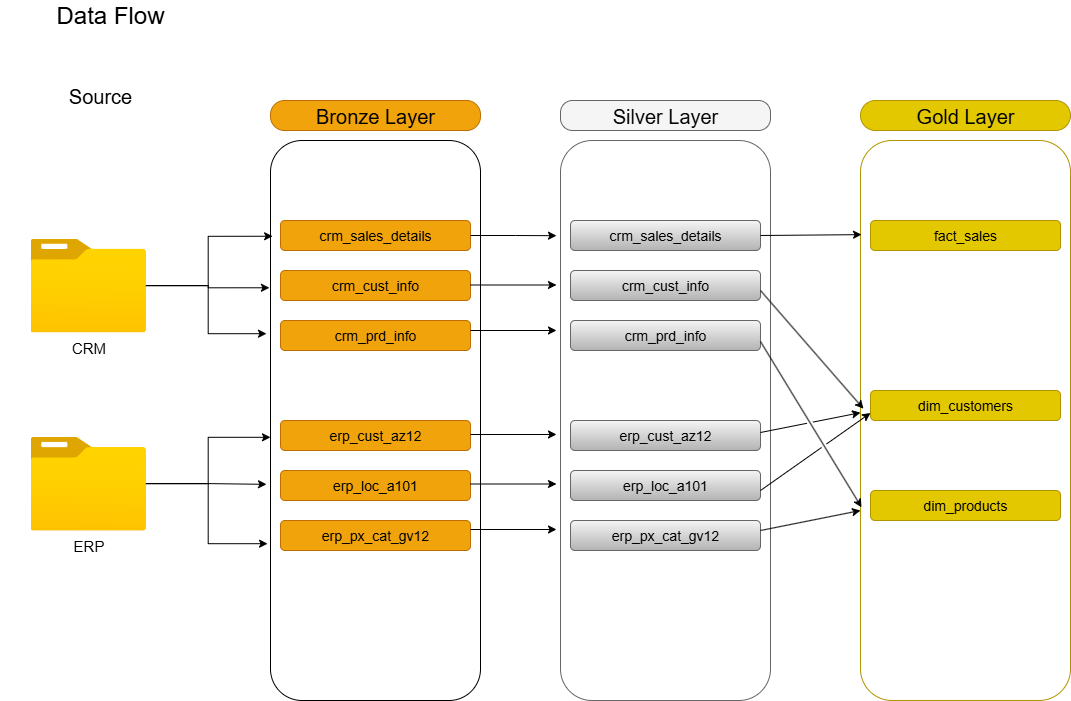 Data Flow
Source
Bronze Layer
Silver Layer
Gold Layer
crm_sales_details
crm_sales_details
fact_sales
crm_cust_info
crm_cust_info
crm_prd_info
crm_prd_info
CRM
dim_customers
erp_cust_az12
erp_cust_az12
erp_loc_a101
erp_loc_a101
dim_products
erp_px_cat_gv12
erp_px_cat_gv12
ERP